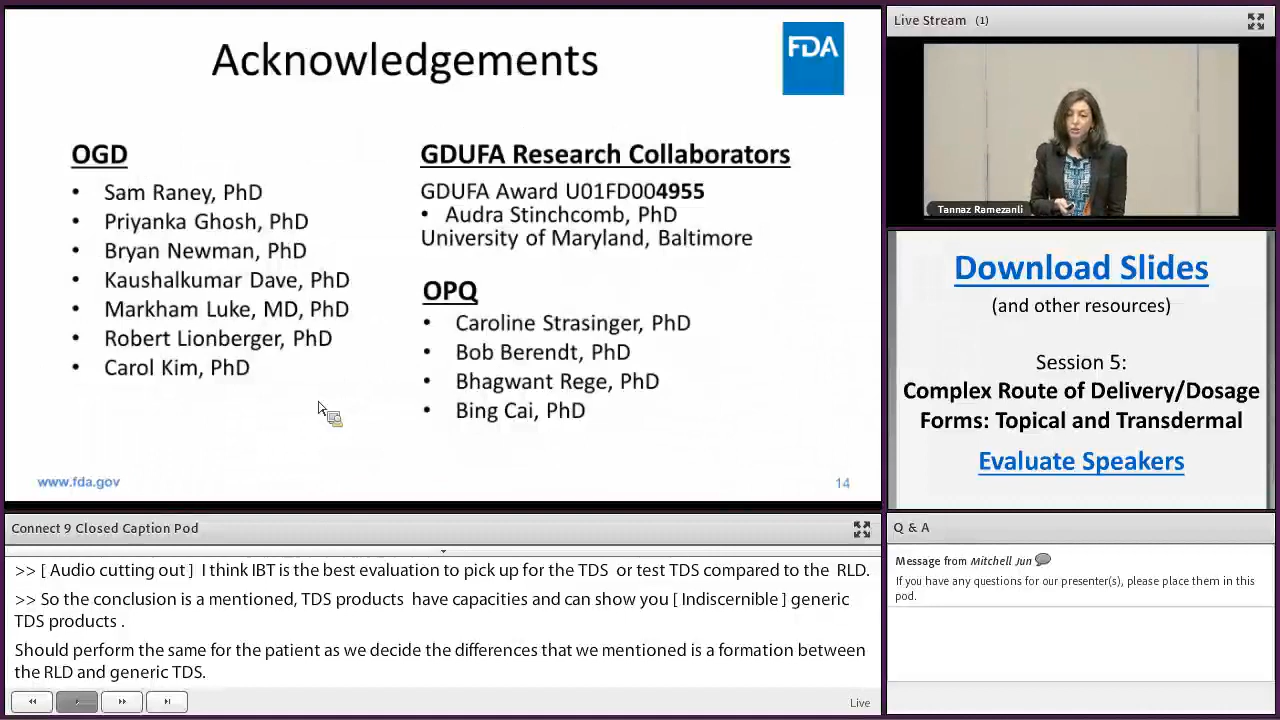 Acknowledgements
FDA
OGD
• Sam Raney, PhD
• Priyanka Ghosh, PhD
• Bryan Newman, PhD
• Kaushalkumar Dave, PhD
• Markham Luke, MD, PhD
• Robert Lionberger, PhD
• Carol Kim, PhD
GDUFA Research Collaborators
GDUFA Award U01FD004955
• Audra Stinchcomb, PhD
University of Maryland, Baltimore
OPQ
• Caroline Strasinger, PhD
• Bob Berendt, PhD
• Bhagwant Rege, PhD
• Bing Cai, PhD
www.fda.gov
14
Live Stream (1)
Tannaz Ramezanli
Download Slides
(and other resources)
Session 5:
Complex Route of Delivery/Dosage
Forms: Topical and Transdermal
Evaluate Speakers
Connect 9 Closed Caption Pod
>> [ Audio cutting out ] I think IBT is the best evaluation to pick up for the TDS or test TDS compared to the RLD.
>> So the conclusion is a mentioned, TDS products have capacities and can show you [ Indiscernible ] generic
TDS products .
Should perform the same for the patient as we decide the differences that we mentioned is a formation between
the RLD and generic TDS.
Live
Q & A
Message from Mitchell Jun
If you have any questions for our presenter(s), please place them in this
pod.